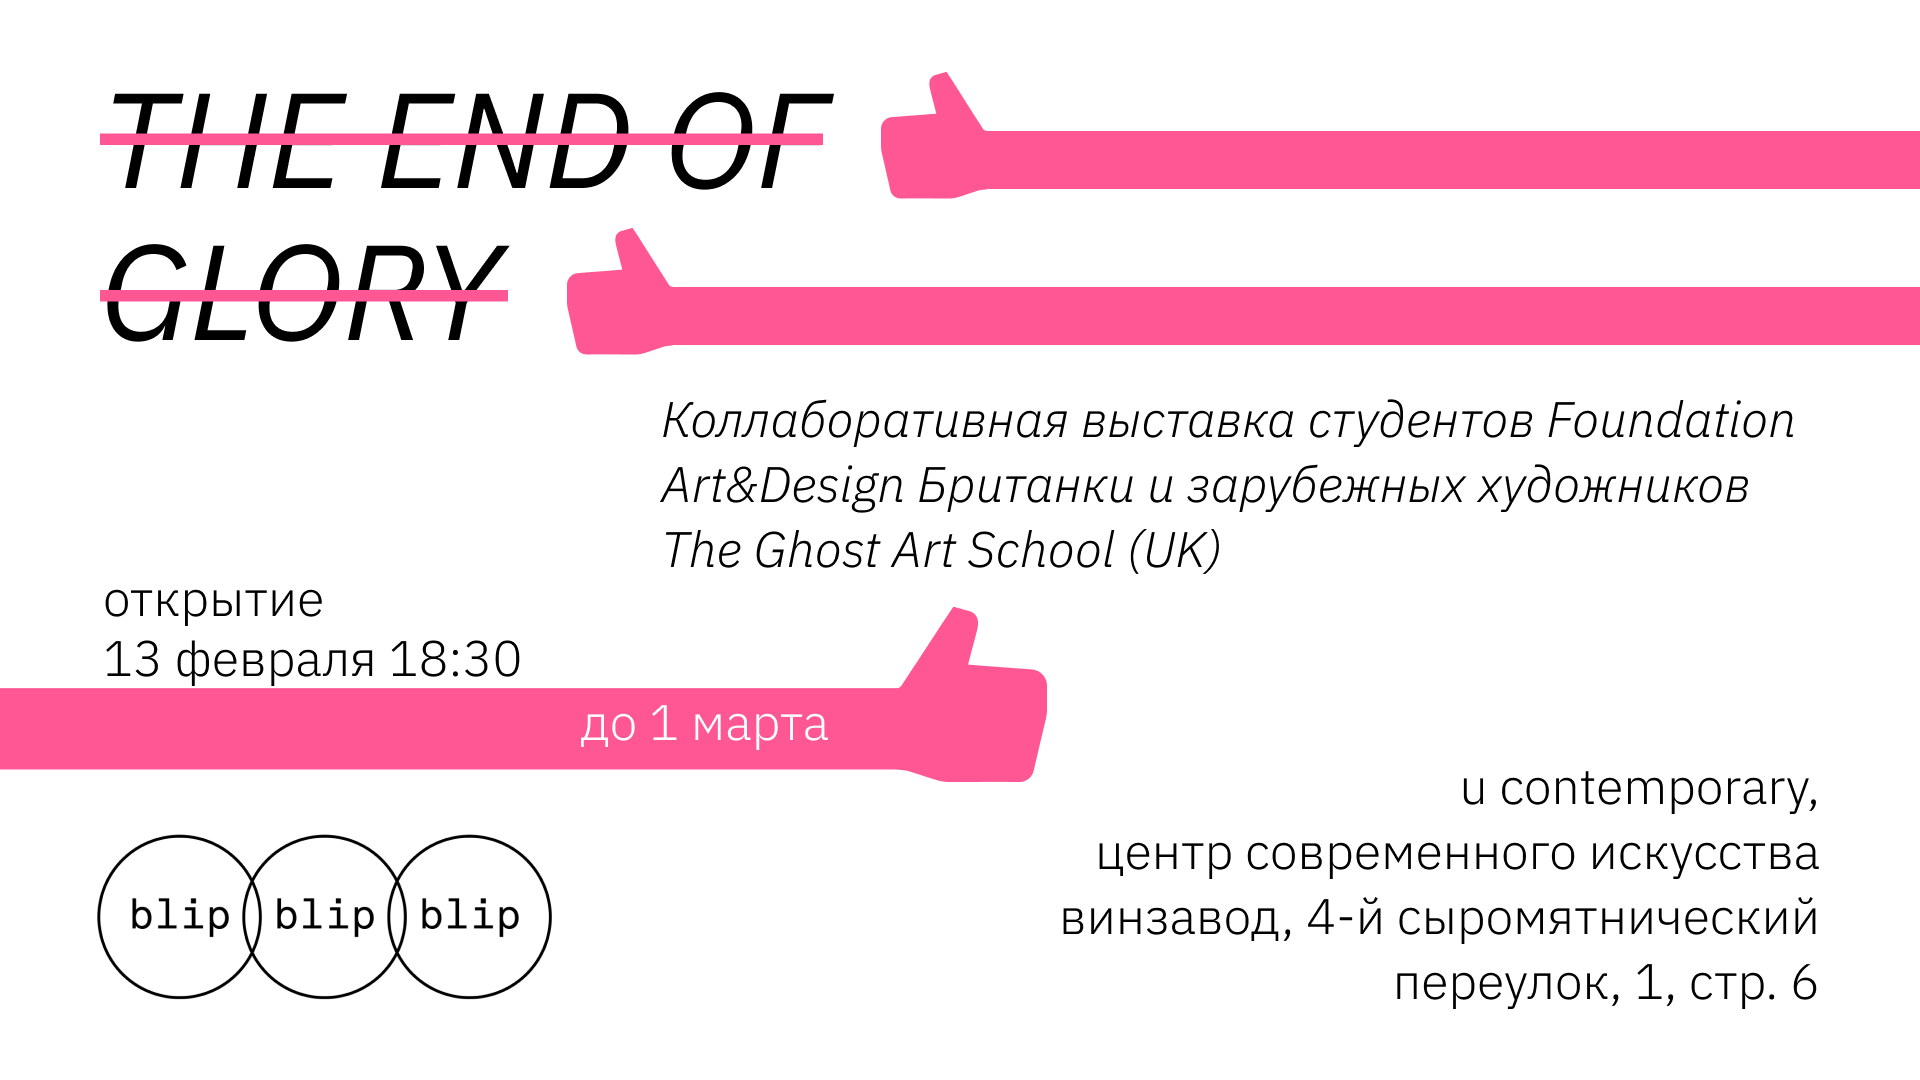 THE END OF
GLORY
Коллаборативная выставка студентов Foundation
Art&Design Британки и зарубежных художников
The Ghost Art School (UK)
открытие
13 февраля 18:30
до 1 марта
u contemporary,
центр современного искусства
винзавод, 4-й сыромятнический
переулок, 1, стр. 6
blip blip blip